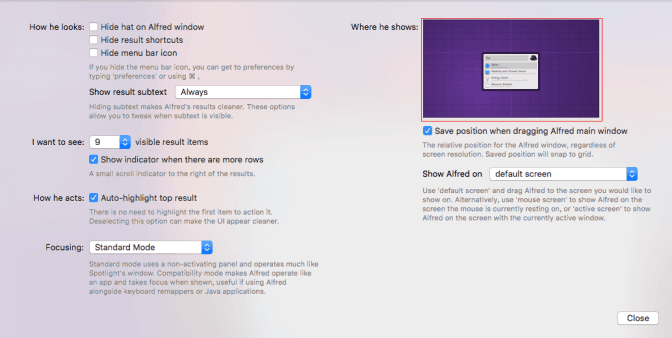 How he looks:
Hide hat on Alfred window
Hide result shortcuts
Hide menu bar icon
If you hide the menu bar icon, you can get to preferences by
typing 'preferences' or using ⌘ ,
Show result subtext
Always
Hiding subtext makes Alfred's results cleaner. These options
allow you to tweak when subtext is visible.
I want to see:
9
visible result items
Show indicator when there are more rows
A small scroll indicator to the right of the results.
How he acts:
Auto-highlight top result
There is no need to highlight the first item to action it.
Deselecting this option can make the UI appear cleaner.
Focusing:
Standard Mode
Standard mode uses a non-activating panel and operates much like
Spotlight's window. Compatibility mode makes Alfred operate like
an app and takes focus when shown, useful if using Alfred
alongside keyboard remappers or Java applications.
Where he shows:
Save position when dragging Alfred main window
The relative position for the Alfred window, regardless of
screen resolution. Saved position will snap to grid.
Show Alfred on
default screen
Use 'default screen' and drag Alfred to the screen you would like to
show on. Alternatively, use 'mouse screen' to show Alfred on the
screen the mouse is currently resting on, or 'active screen' to show
Alfred on the screen with the currently active window.
Close